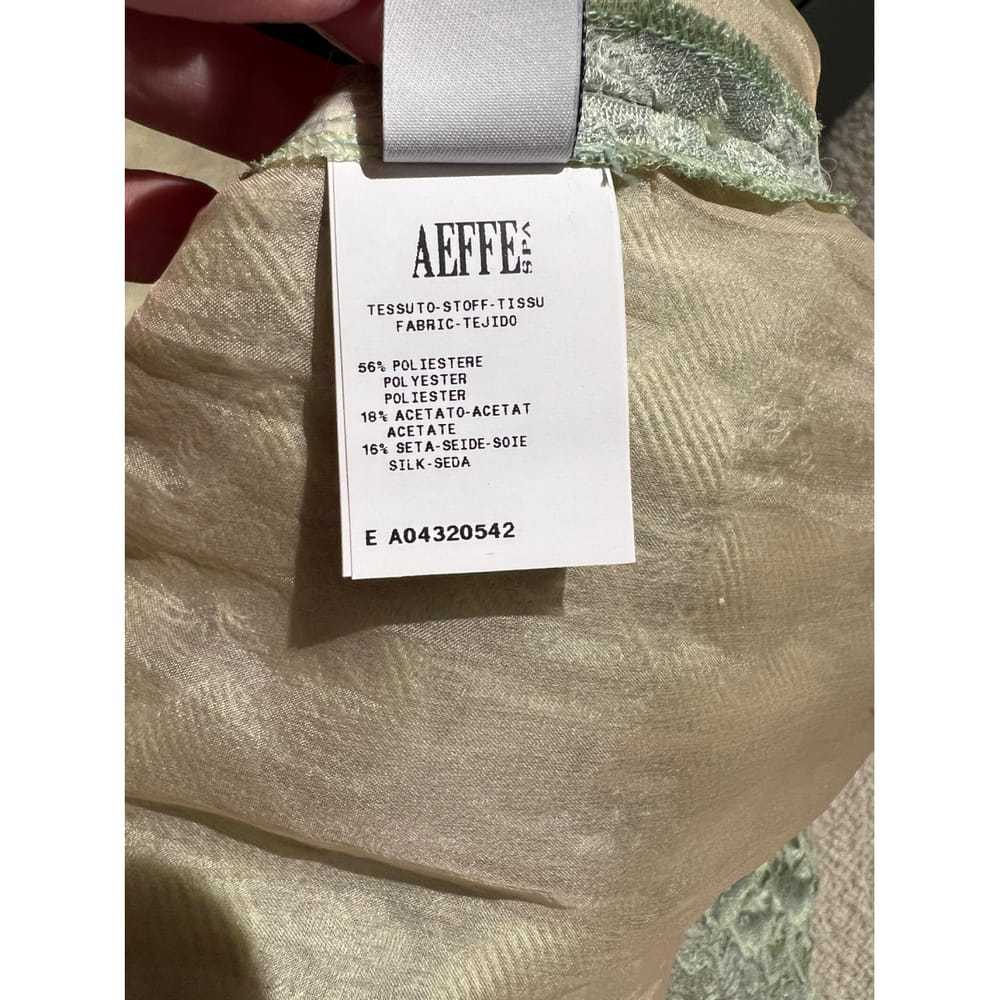 AEFFE SPA
TESSUTO-STOFF-TISSU
FABRIC-TEJIDO
56% POLIESTERE
POLYESTER
POLIESTER
18% ACETATO-ACETAT
ACETATE
16% SETA-SEIDE-SOIE
SILK-SEDA
E A04320542